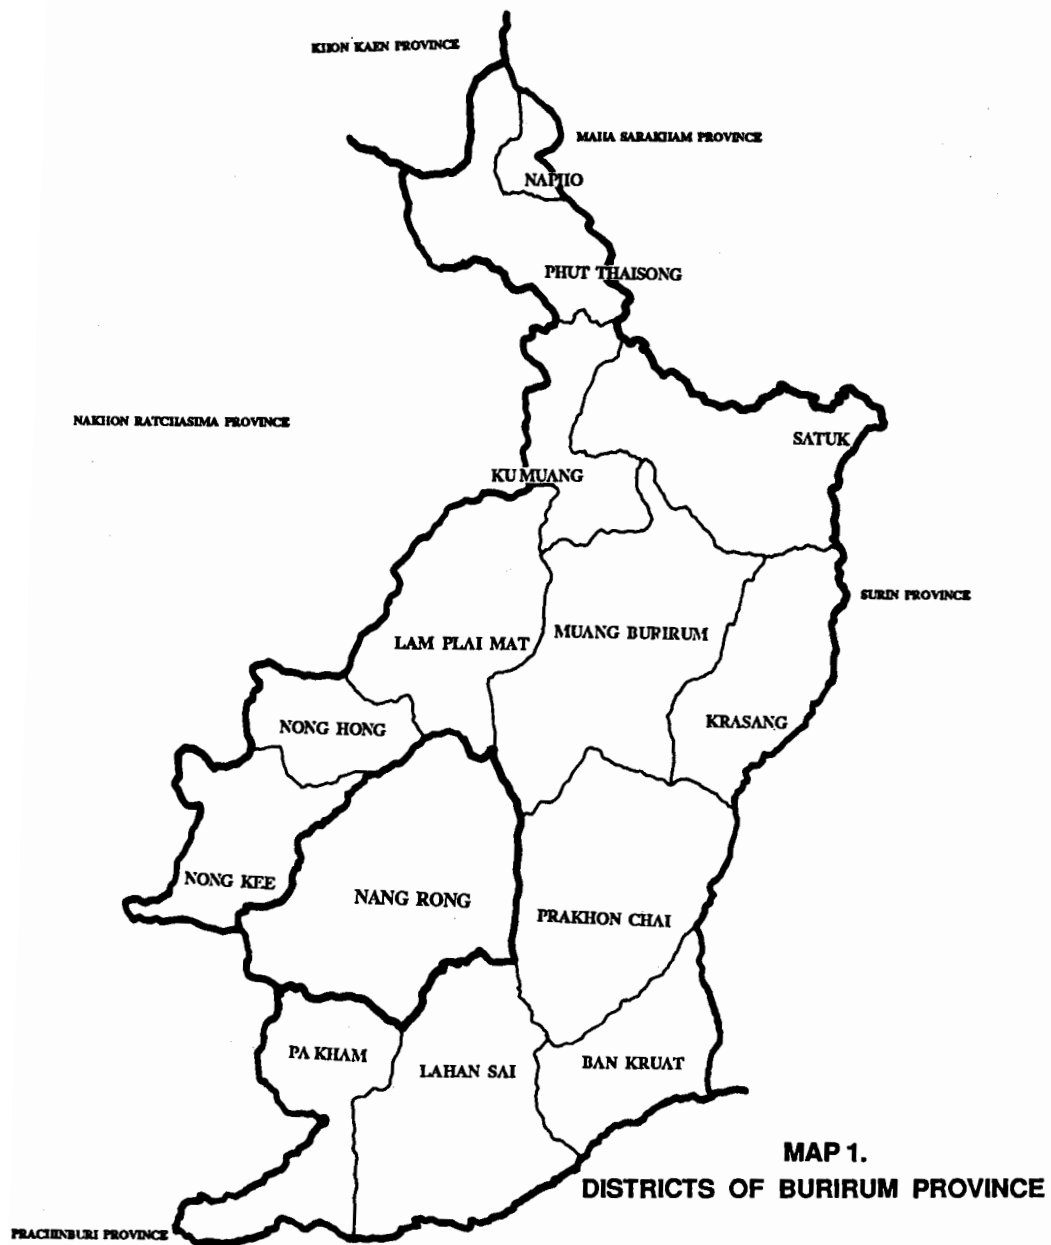 KHON KAEN PROVINCE
MAHA SARAKHAM PROVINCE
NAPHO
PHUT THAISONG
NAKHON RATCHASIMA PROVINCE
SATUK
KU MUANG
SURIN PROVINCE
LAM PLAI MAT
MUANG BURIRUM
KRASANG
NONG HONG
NONG KEE
NANG RONG
PRAKHON CHAI
PA KHAM
LAHAN SAI
BAN KRUAT
MAP 1.
DISTRICTS OF BURIRUM PROVINCE
PRACHINBURI PROVINCE